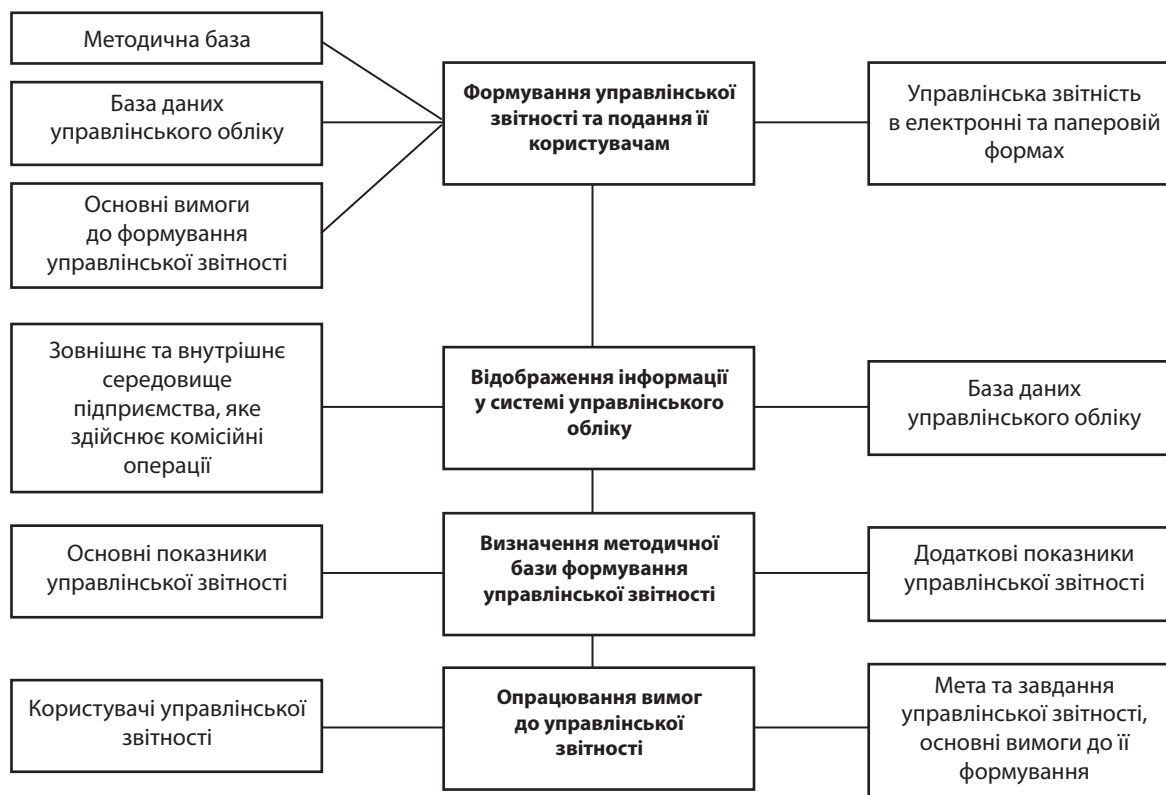 Методична база
База даних
управлінського обліку
Основні вимоги
до формування
управлінської звітності
Формування управлінської
звітності та подання її
користувачам
Управлінська звітність
в електронні та паперовій
формах
Зовнішнє та внутрішнє
середовище
підприємства, яке
здійснює комісійні
операції
Відображення інформації
у системі управлінського
обліку
База даних
управлінського обліку
Основні показники
управлінської звітності
Визначення методичної
бази формування
управлінської звітності
Додаткові показники
управлінської звітності
Користувачі управлінської
звітності
Опрацювання вимог
до управлінської
звітності
Мета та завдання
управлінської звітності,
основні вимоги до її
формування